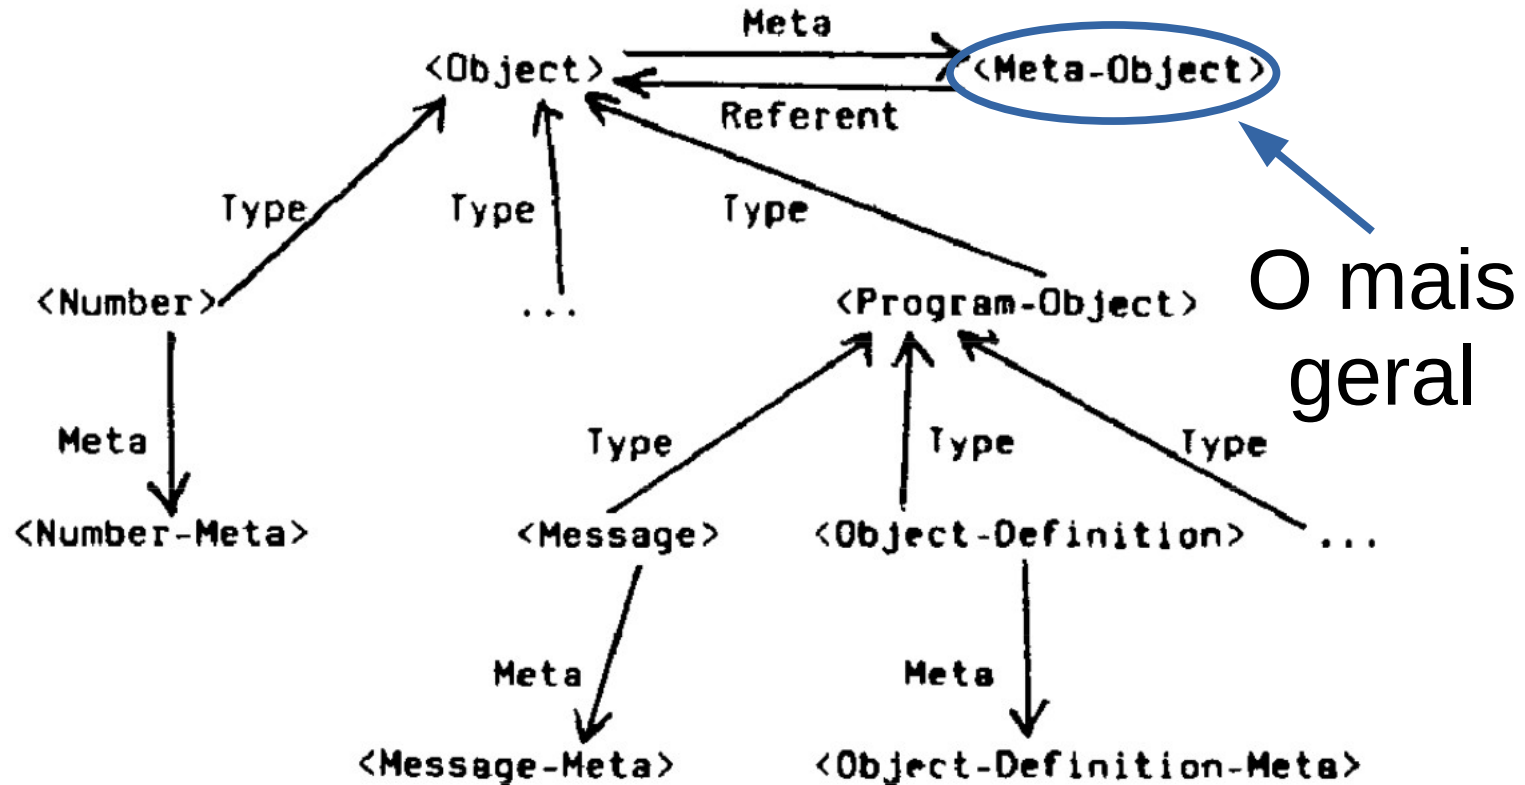 Meta
<Object> <Meta-Object>
Referent
Type Type Type
<Number> ... <Program-Object>
O mais
geral
Meta Type Type Type
<Number-Meta> <Message> <Object-Definition> ...
Meta Meta
<Message-Meta> <Object-Definition-Meta>